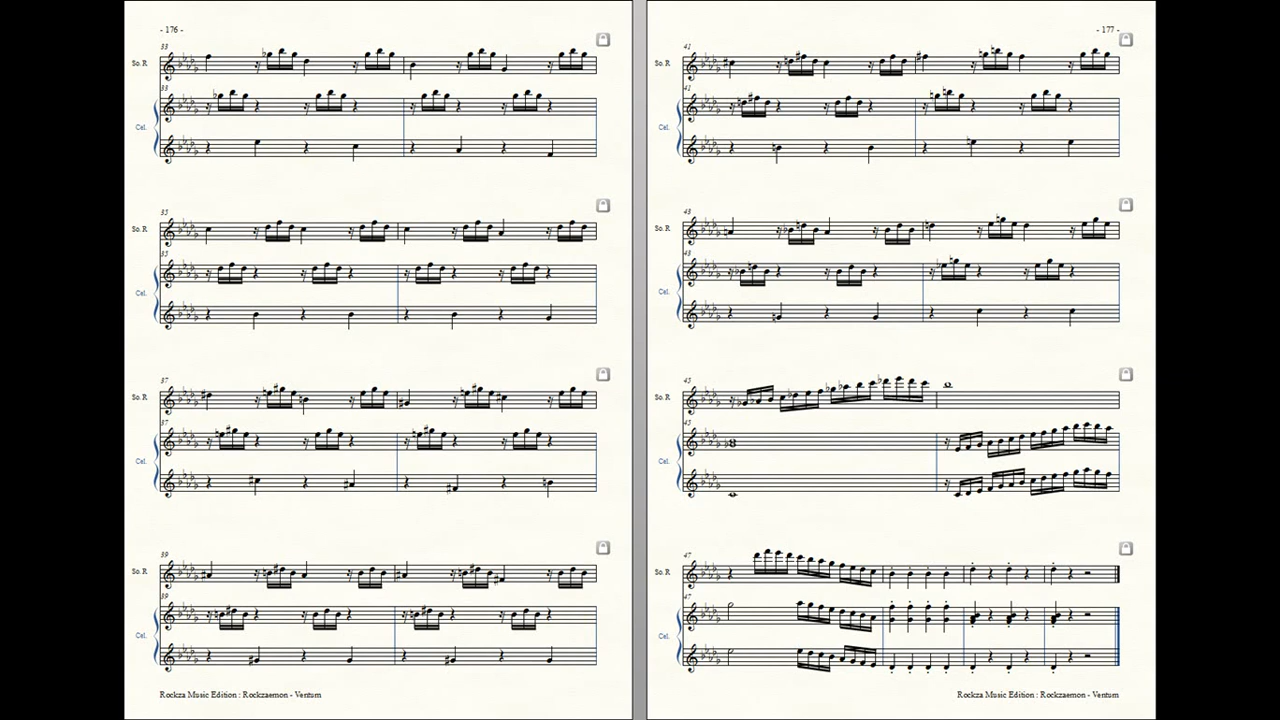 - 176 -
33
So. R
33
Cel.
35
So. R
35
Cel.
37
So. R
37
Cel.
39
So. R
39
Cel.
Rockza Music Edition : Rockzaemon - Ventum
- 177 -
41
So. R
41
Cel.
43
So. R
43
Cel.
45
So. R
45
Cel.
47
So. R
47
Cel.
Rockza Music Edition : Rockzaemon - Ventum